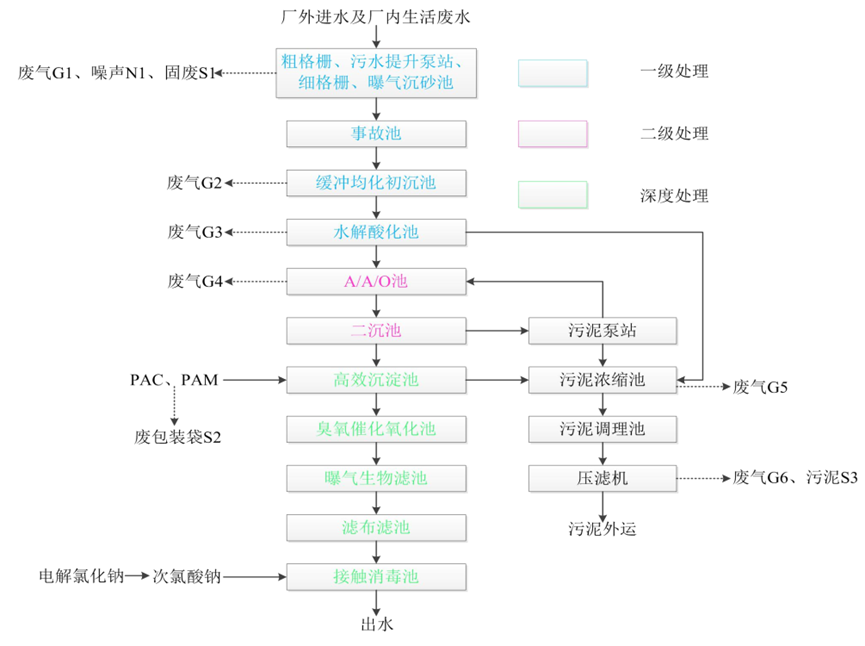 厂外进水及厂内生活废水
废气G1、噪声N1、固废S1
粗格栅、污水提升泵站、
细格栅、曝气沉砂池
一级处理
事故池
二级处理
废气G2
缓冲均化初沉池
深度处理
废气G3
水解酸化池
废气G4
A/A/O池
二沉池
污泥泵站
PAC、PAM
高效沉淀池
污泥浓缩池
废气G5
废包装袋S2
臭氧催化氧化池
污泥调理池
曝气生物滤池
压滤机
废气G6、污泥S3
滤布滤池
污泥外运
电解氯化钠
次氯酸钠
接触消毒池
出水